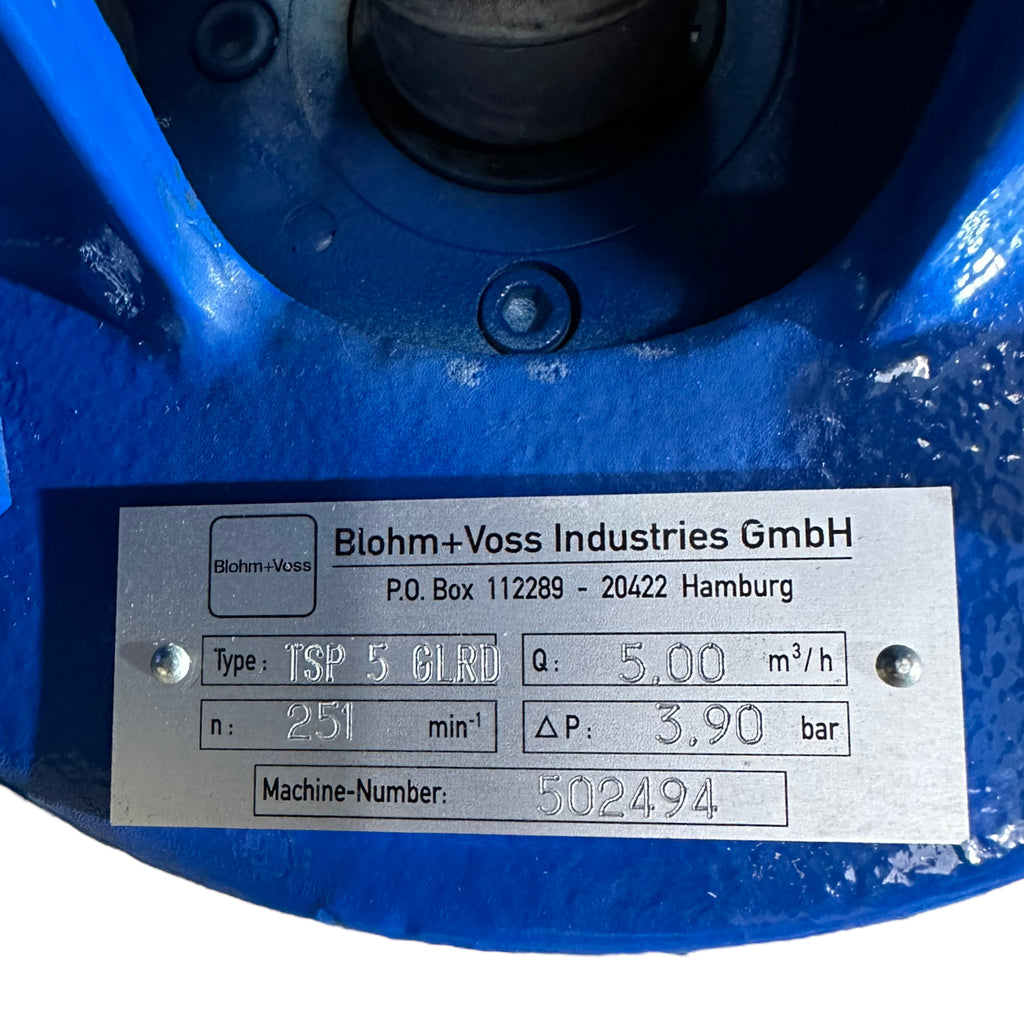 Blohm+Voss
Blohm+Voss Industries GmbH
P.O. Box 112289 - 20422 Hamburg
Type: TSP 5 GLRD
Q: 5,00 m³/h
n: 251 min⁻¹
△P: 3,90 bar
Machine-Number: 502494